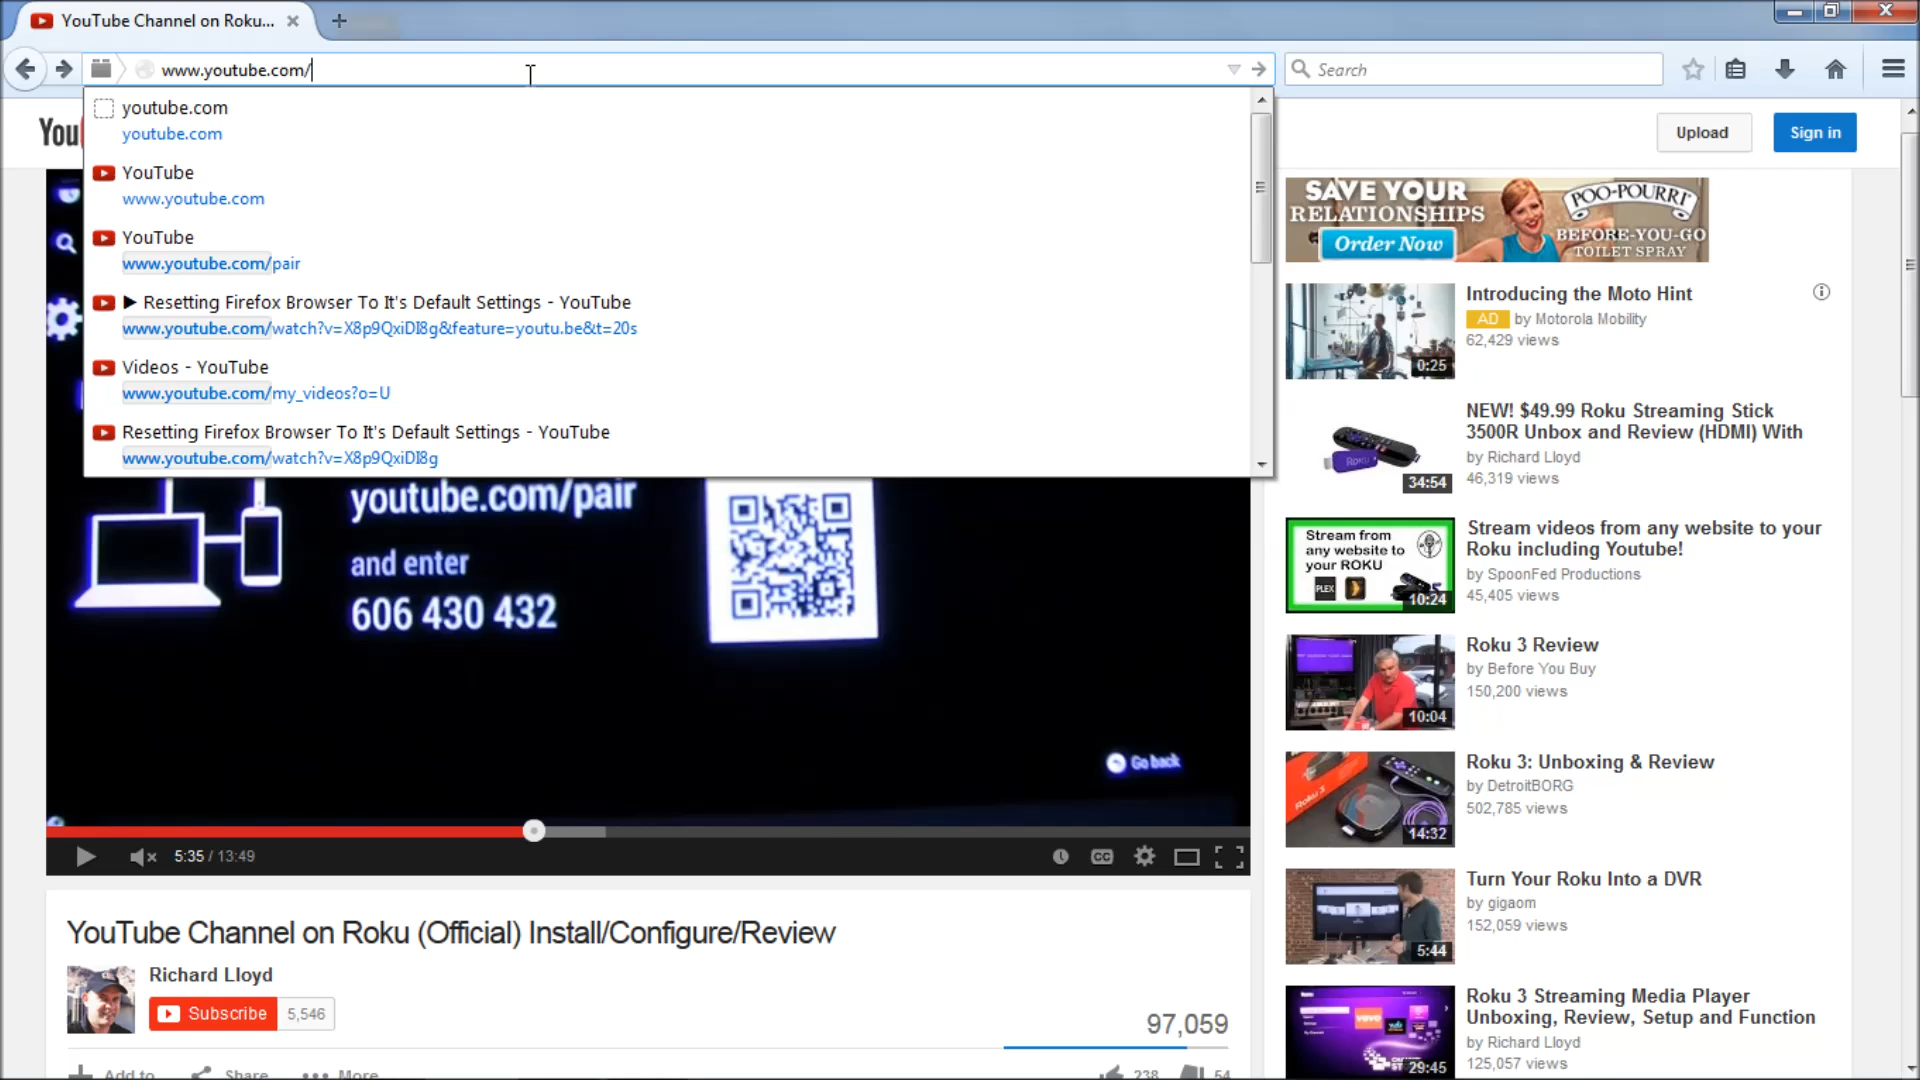 YouTube Channel on Roku...
www.youtube.com/
Search
youtube.com
youtube.com
YouTube
www.youtube.com
YouTube
www.youtube.com/pair
▶ Resetting Firefox Browser To It's Default Settings - YouTube
www.youtube.com/watch?v=X8p9QxiDI8g&feature=youtu.be&t=20s
Videos - YouTube
www.youtube.com/my_videos?o=U
Resetting Firefox Browser To It's Default Settings - YouTube
www.youtube.com/watch?v=X8p9QxiDI8g
You
Upload
Sign in
youtube.com/pair
and enter
606 430 432
Go back
5:35 / 13:49
CC
YouTube Channel on Roku (Official) Install/Configure/Review
Richard Lloyd
Subscribe 5,546
97,059
Add to Share More
238 54
SAVE YOUR
RELATIONSHIPS
Order Now
POO-POURRI
BEFORE-YOU-GO
TOILET SPRAY
Introducing the Moto Hint
AD by Motorola Mobility
62,429 views
0:25
NEW! $49.99 Roku Streaming Stick
3500R Unbox and Review (HDMI) With
by Richard Lloyd
46,319 views
34:54
Stream from
any website to
your ROKU
PLEX
10:24
Stream videos from any website to your
Roku including Youtube!
by SpoonFed Productions
45,405 views
Roku 3 Review
by Before You Buy
150,200 views
10:04
Roku 3: Unboxing & Review
by DetroitBORG
502,785 views
Roku 3
14:32
Turn Your Roku Into a DVR
by gigaom
152,059 views
5:44
Roku 3 Streaming Media Player
Unboxing, Review, Setup and Function
by Richard Lloyd
125,057 views
29:45